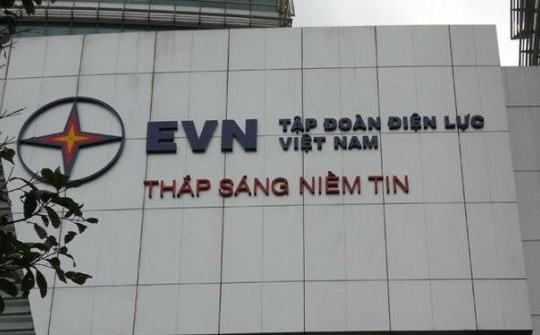 EVN TẬP ĐOÀN ĐIỆN LỰC
VIỆT NAM
THẮP SÁNG NIỀM TIN